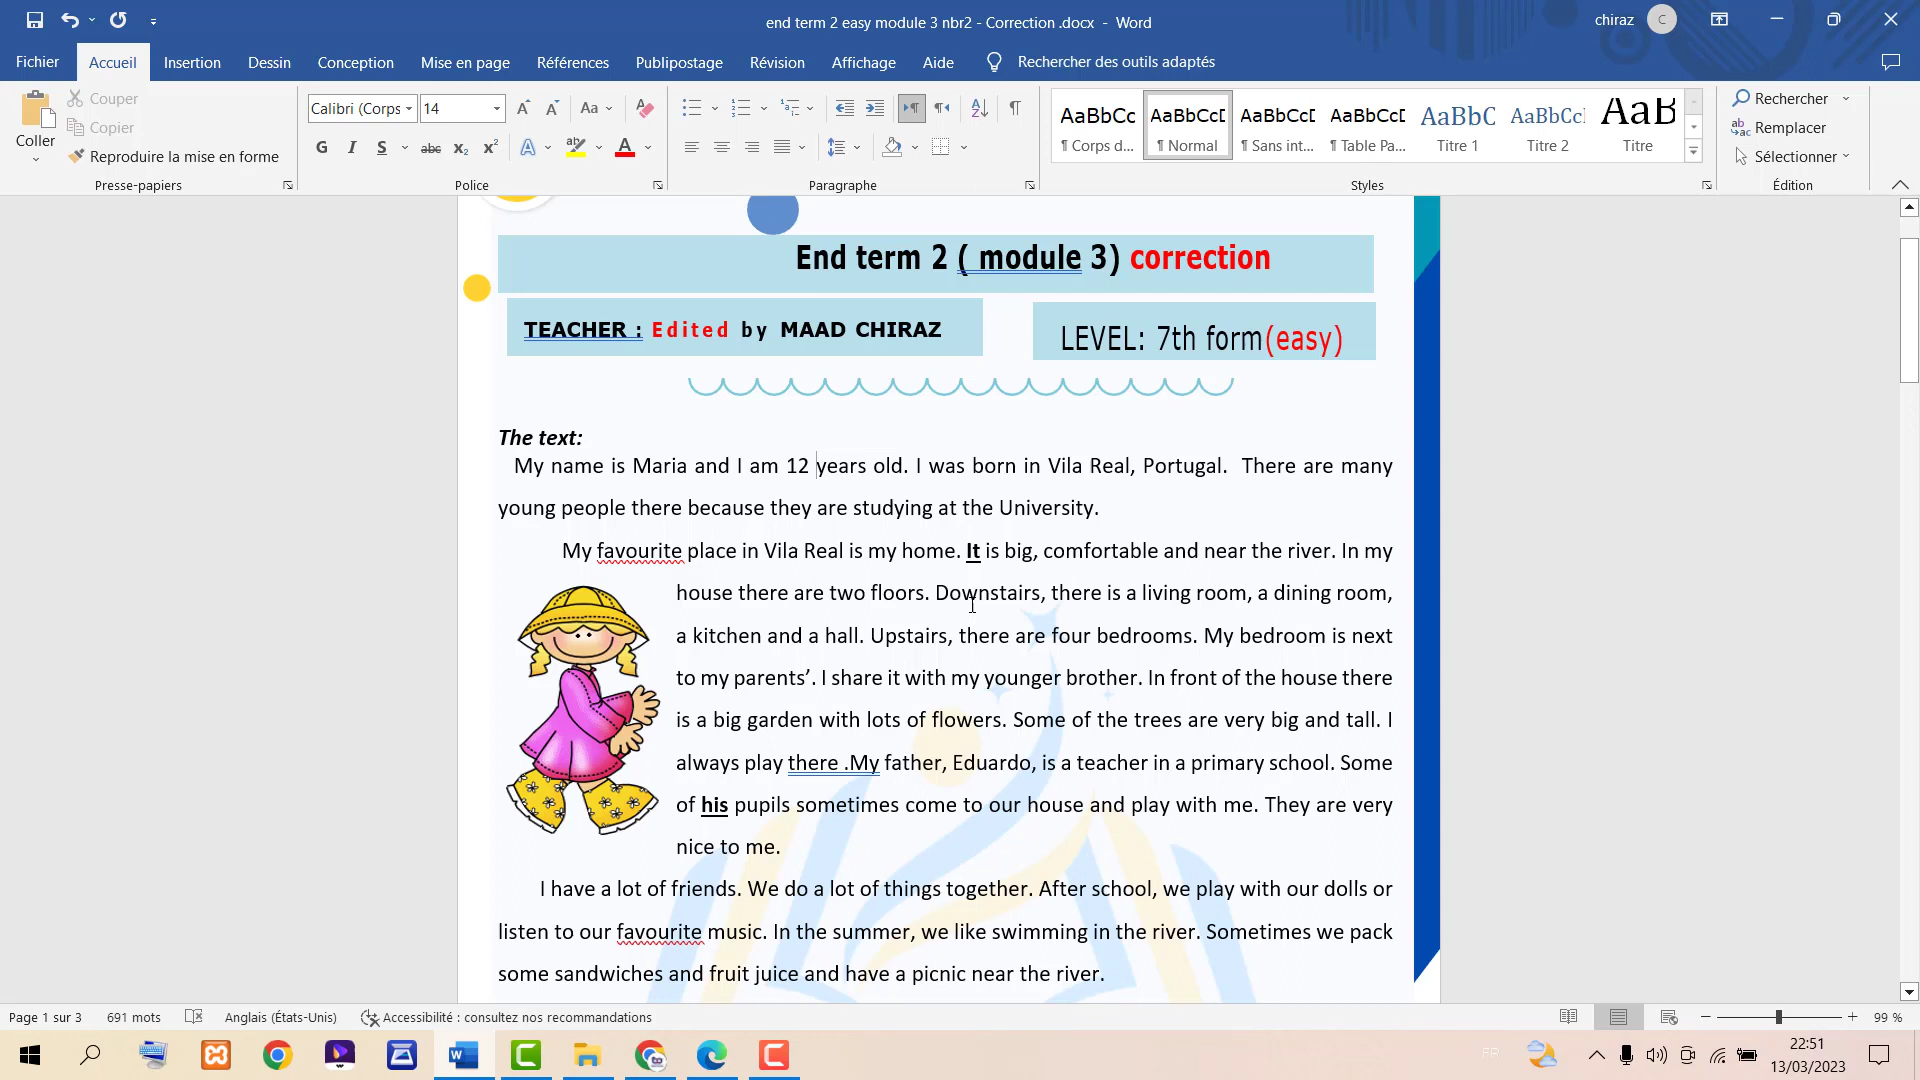 end term 2 easy module 3 nbr2 - Correction .docx - Word
chiraz
C
Fichier Accueil Insertion Dessin Conception Mise en page Références Publipostage Révision Affichage Aide Rechercher des outils adaptés
Coller
Couper
Copier
Reproduire la mise en forme
Presse-papiers
Calibri (Corps 14
Aa
G I S abc x₂ x² A A
Police
Paragraphe
AaBbCc AaBbCcD AaBbCcD AaBbCcD AaBbC AaBbCc AaB
¶ Corps d... ¶ Normal ¶ Sans int... ¶ Table Pa... Titre 1 Titre 2 Titre
Styles
Rechercher
Remplacer
Sélectionner
Édition
End term 2 ( module 3) correction
TEACHER : Edited by MAAD CHIRAZ
LEVEL: 7th form(easy)
The text:
My name is Maria and I am 12 years old. I was born in Vila Real, Portugal. There are many
young people there because they are studying at the University.
My favourite place in Vila Real is my home. It is big, comfortable and near the river. In my
house there are two floors. Downstairs, there is a living room, a dining room,
a kitchen and a hall. Upstairs, there are four bedrooms. My bedroom is next
to my parents’. I share it with my younger brother. In front of the house there
is a big garden with lots of flowers. Some of the trees are very big and tall. I
always play there .My father, Eduardo, is a teacher in a primary school. Some
of his pupils sometimes come to our house and play with me. They are very
nice to me.
I have a lot of friends. We do a lot of things together. After school, we play with our dolls or
listen to our favourite music. In the summer, we like swimming in the river. Sometimes we pack
some sandwiches and fruit juice and have a picnic near the river.
Page 1 sur 3 691 mots Anglais (États-Unis) Accessibilité : consultez nos recommandations 99 %
FR
22:51
13/03/2023